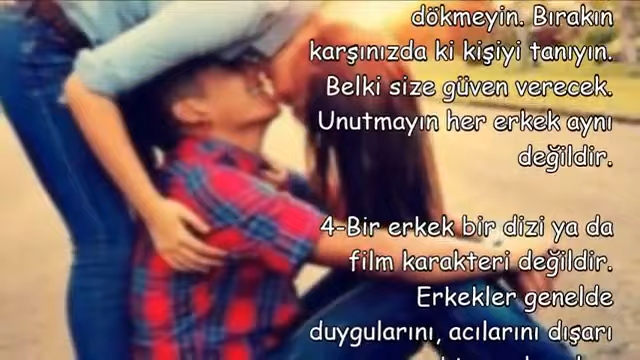 dökmeyin. Bırakın
karşınızda ki kişiyi tanıyın.
Belki size güven verecek.
Unutmayın her erkek aynı
değildir.
4-Bir erkek bir dizi ya da
film karakteri değildir.
Erkekler genelde
duygularını, acılarını dışarı